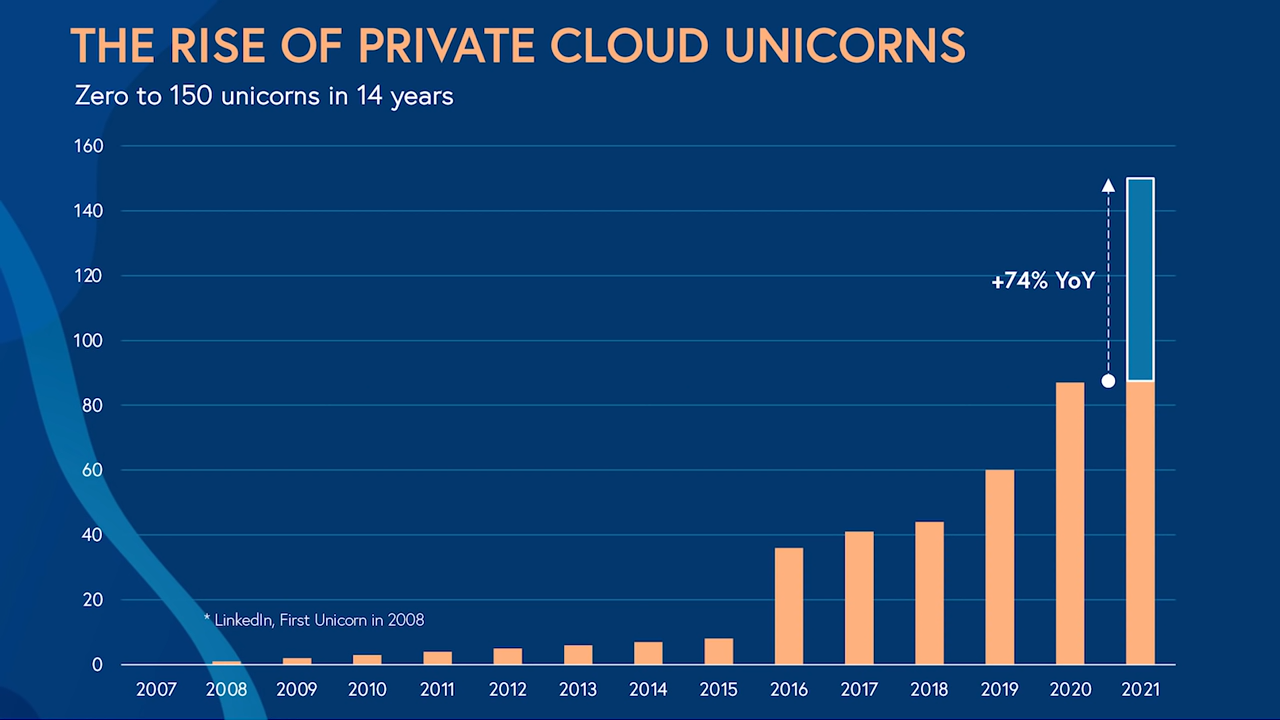 THE RISE OF PRIVATE CLOUD UNICORNS
Zero to 150 unicorns in 14 years
160
140
120
+74% YoY
100
80
60
40
20
* LinkedIn, First Unicorn in 2008
0
2007 2008 2009 2010 2011 2012 2013 2014 2015 2016 2017 2018 2019 2020 2021